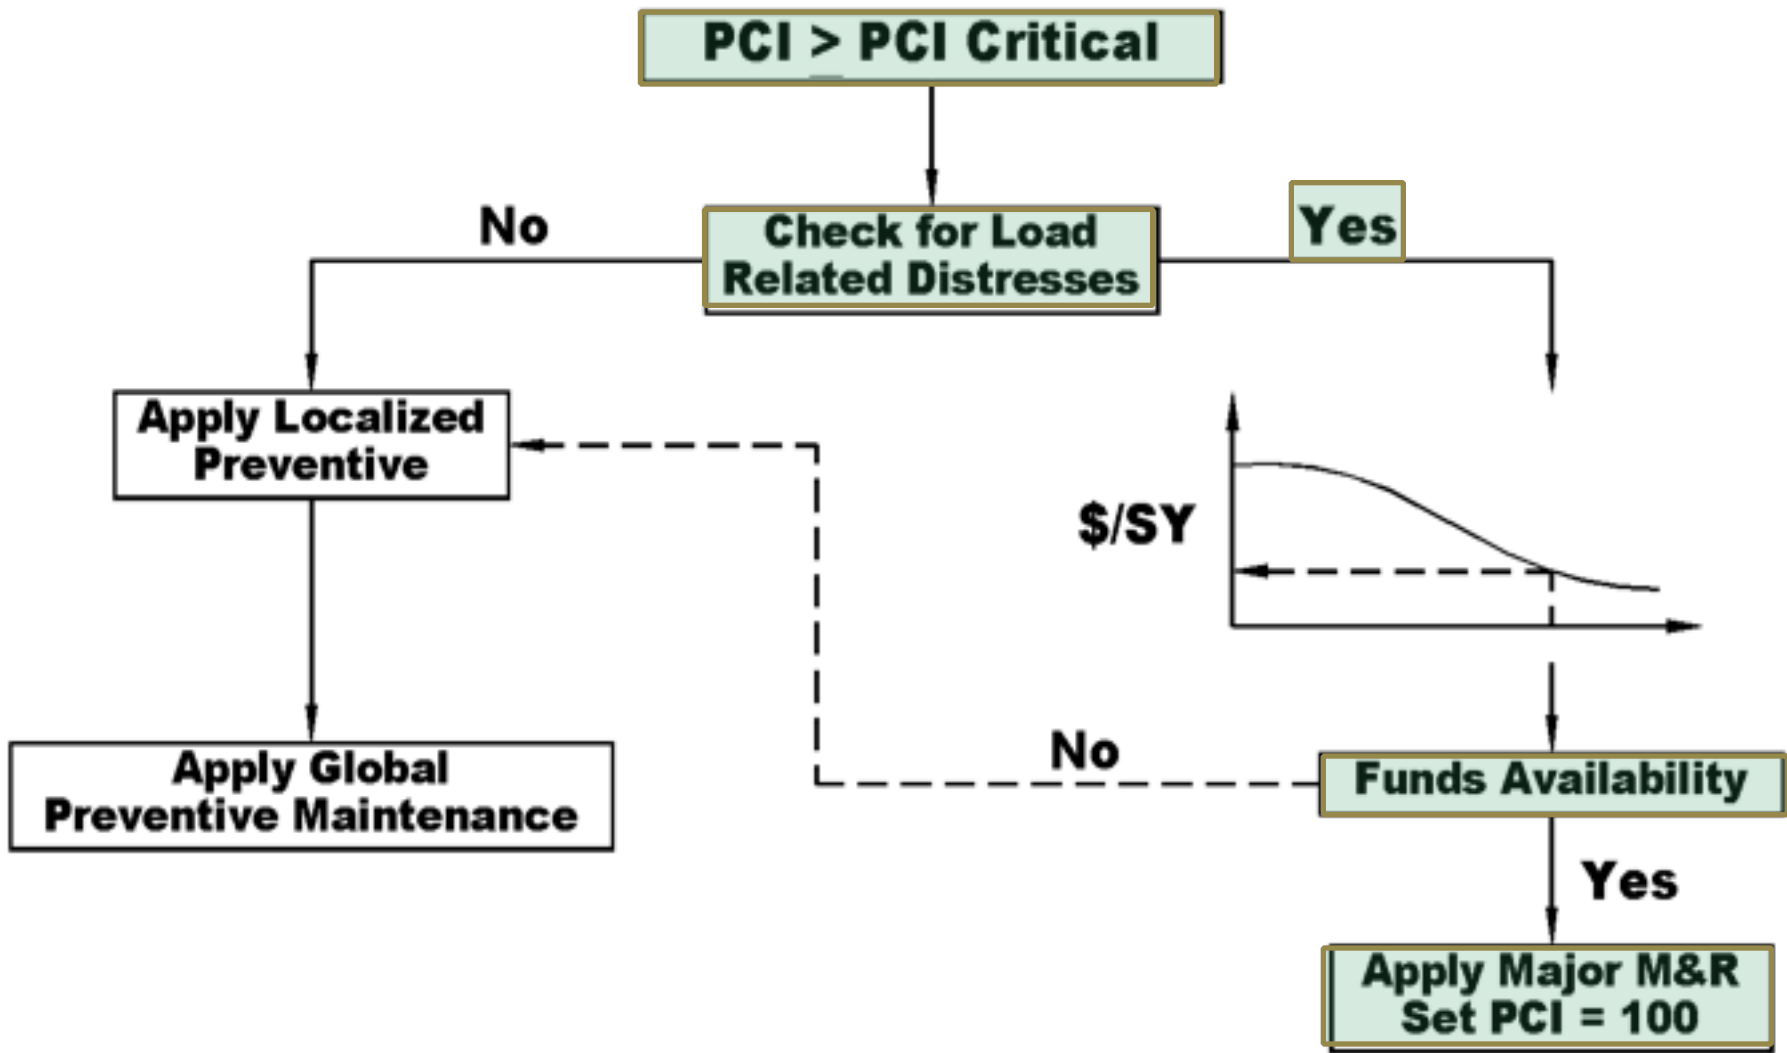 PCI ≥ PCI Critical
No
Check for Load
Related Distresses
Yes
Apply Localized
Preventive
$/SY
No
Funds Availability
Apply Global
Preventive Maintenance
Yes
Apply Major M&R
Set PCI = 100